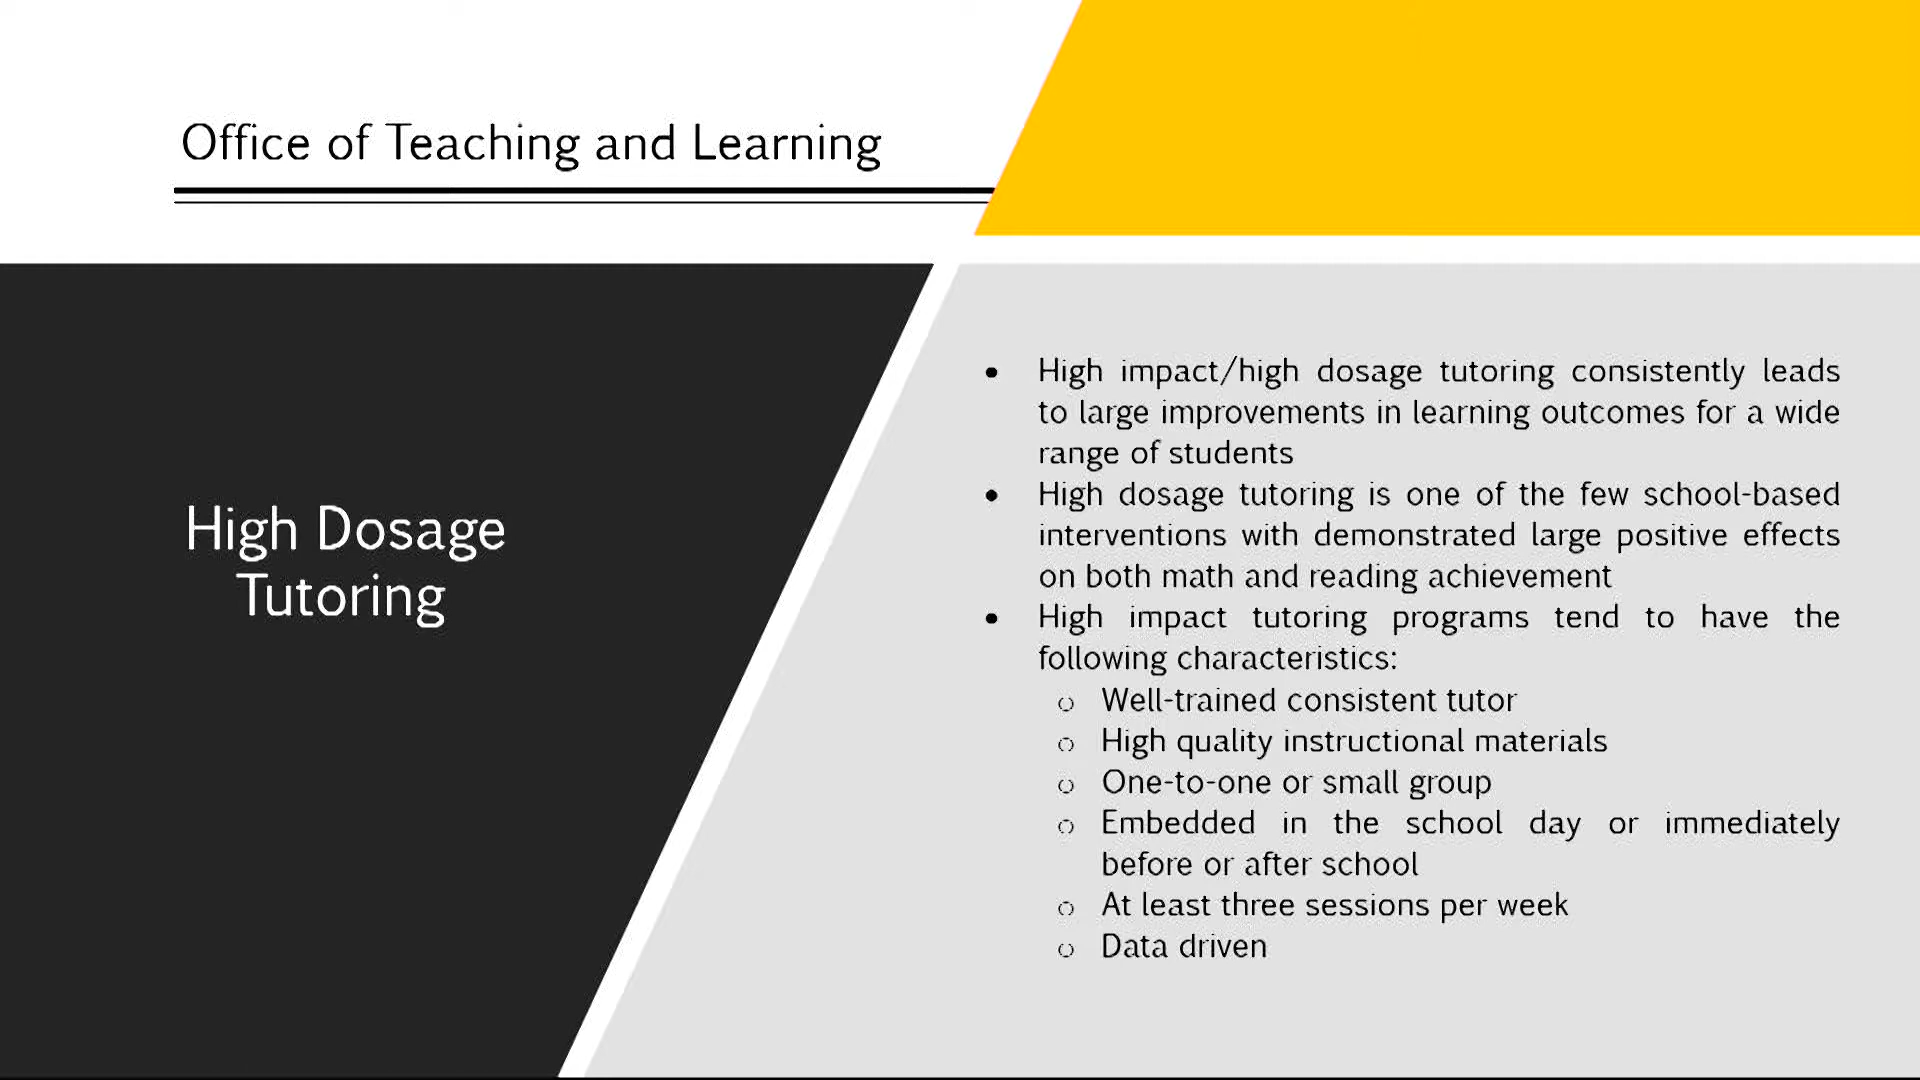 Office of Teaching and Learning
High Dosage
Tutoring
• High impact/high dosage tutoring consistently leads
to large improvements in learning outcomes for a wide
range of students
• High dosage tutoring is one of the few school-based
interventions with demonstrated large positive effects
on both math and reading achievement
• High impact tutoring programs tend to have the
following characteristics:
○ Well-trained consistent tutor
○ High quality instructional materials
○ One-to-one or small group
○ Embedded in the school day or immediately
before or after school
○ At least three sessions per week
○ Data driven